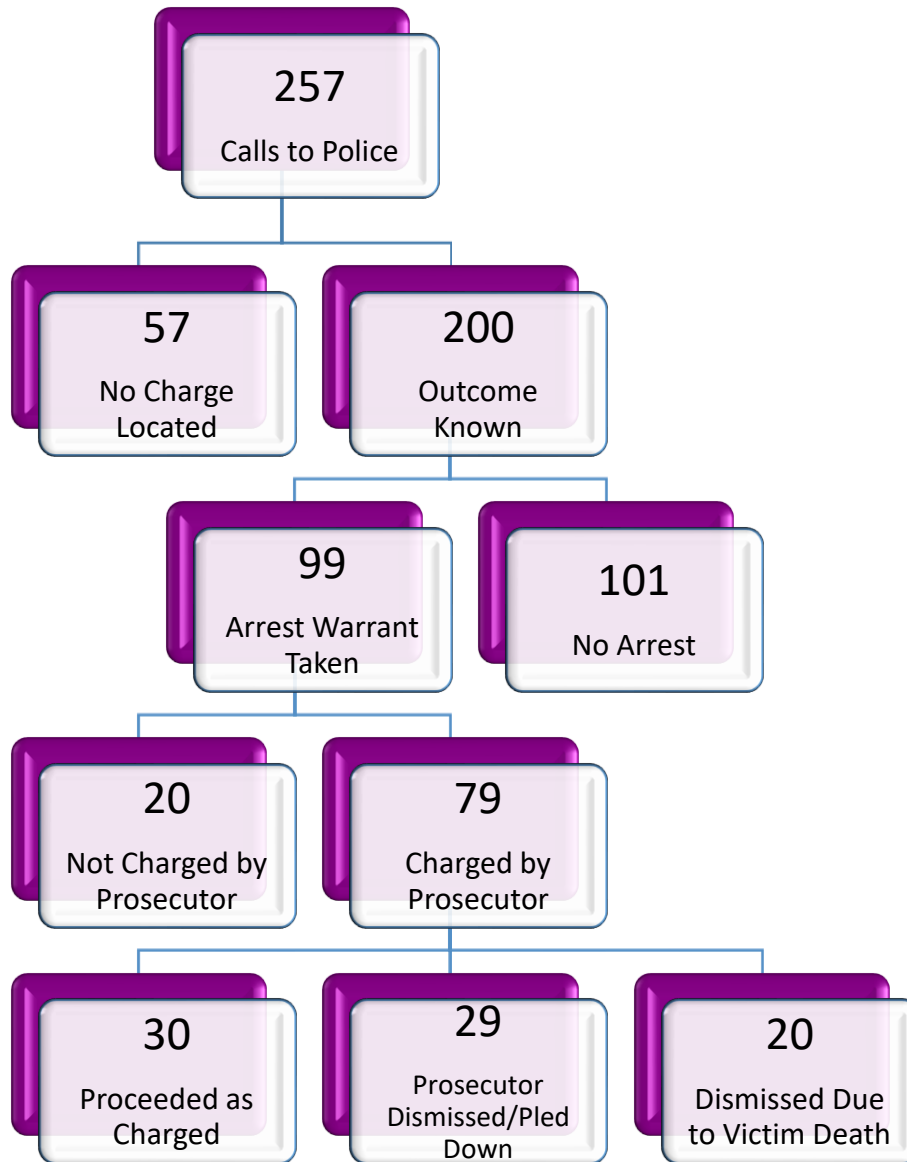 257
Calls to Police
57
No Charge
Located
200
Outcome
Known
99
Arrest Warrant
Taken
101
No Arrest
20
Not Charged by
Prosecutor
79
Charged by
Prosecutor
30
Proceeded as
Charged
29
Prosecutor
Dismissed/Pled
Down
20
Dismissed Due
to Victim Death